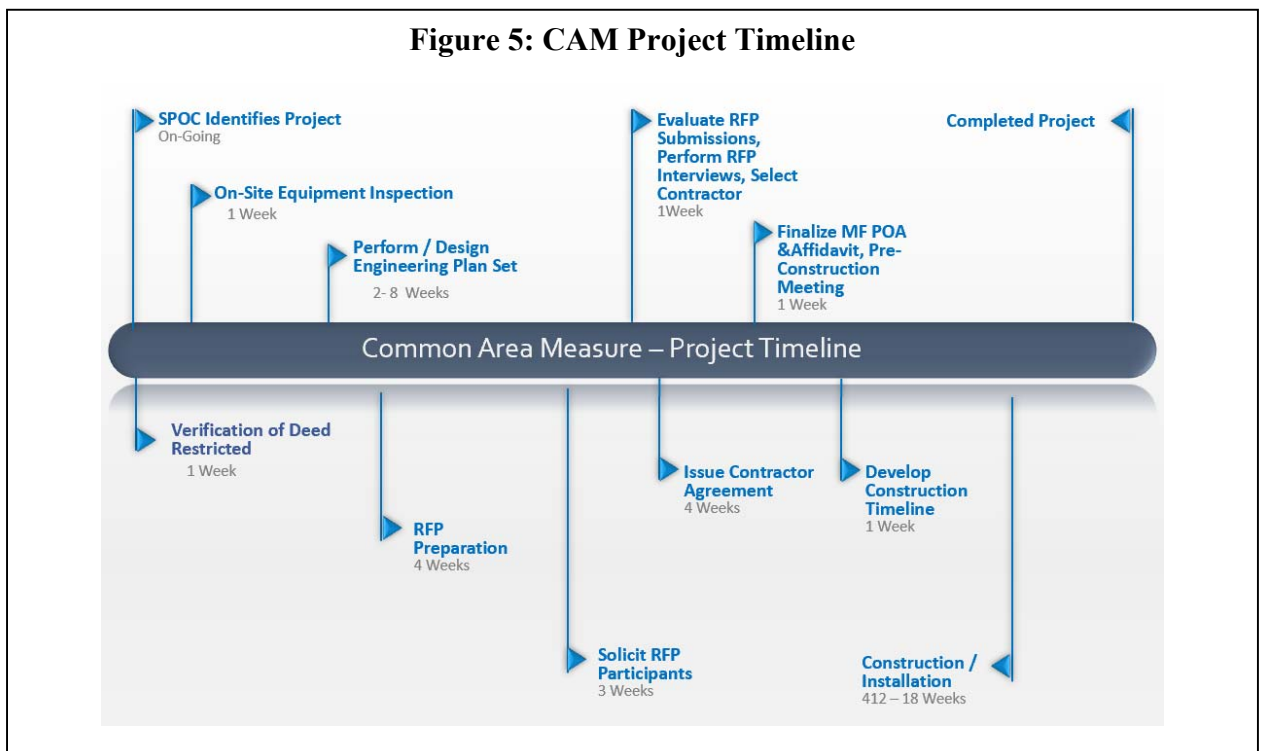 Figure 5: CAM Project Timeline
SPOC Identifies Project
On-Going
On-Site Equipment Inspection
1 Week
Perform / Design
Engineering Plan Set
2- 8 Weeks
Evaluate RFP
Submissions,
Perform RFP
Interviews, Select
Contractor
1Week
Finalize MF POA
&Affidavit, Pre-
Construction
Meeting
1 Week
Completed Project
Common Area Measure – Project Timeline
Verification of Deed
Restricted
1 Week
RFP
Preparation
4 Weeks
Solicit RFP
Participants
3 Weeks
Issue Contractor
Agreement
4 Weeks
Develop
Construction
Timeline
1 Week
Construction /
Installation
412 – 18 Weeks